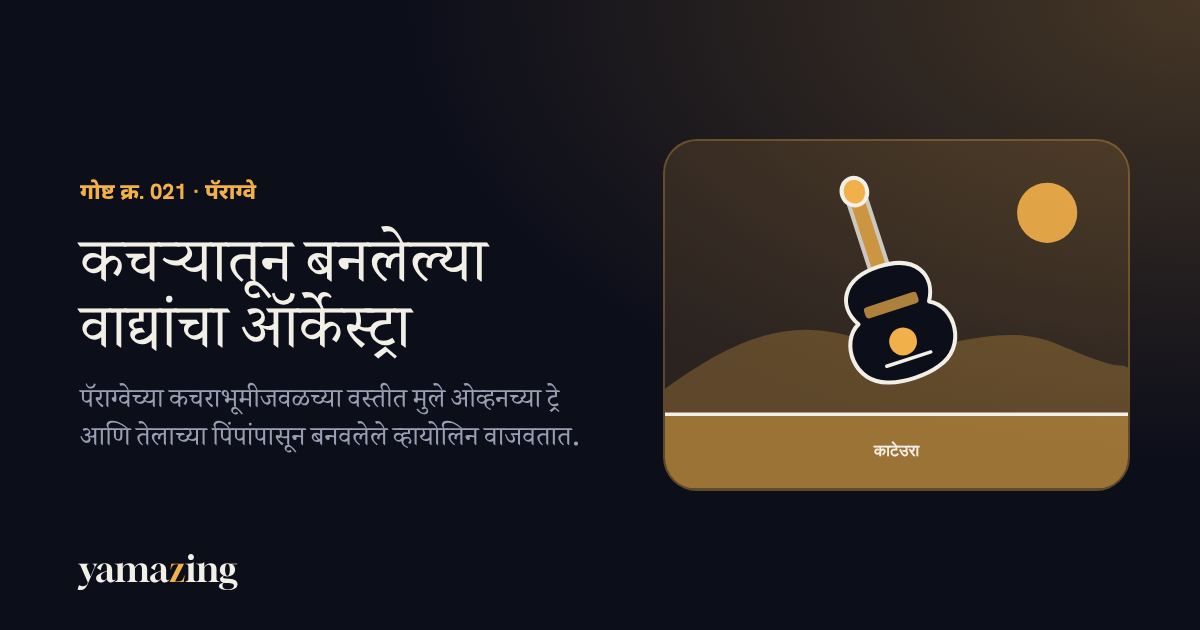 गोष्ट क्र. 021 · पॅराग्वे
कचऱ्यातून बनलेल्या
वाद्यांचा ऑर्केस्ट्रा
पॅराग्वेच्या कचराभूमीजवळच्या वस्तीत मुले ओव्हनच्या ट्रे
आणि तेलाच्या पिंपांपासून बनवलेले व्हायोलिन वाजवतात.
काटेउरा
yamazing